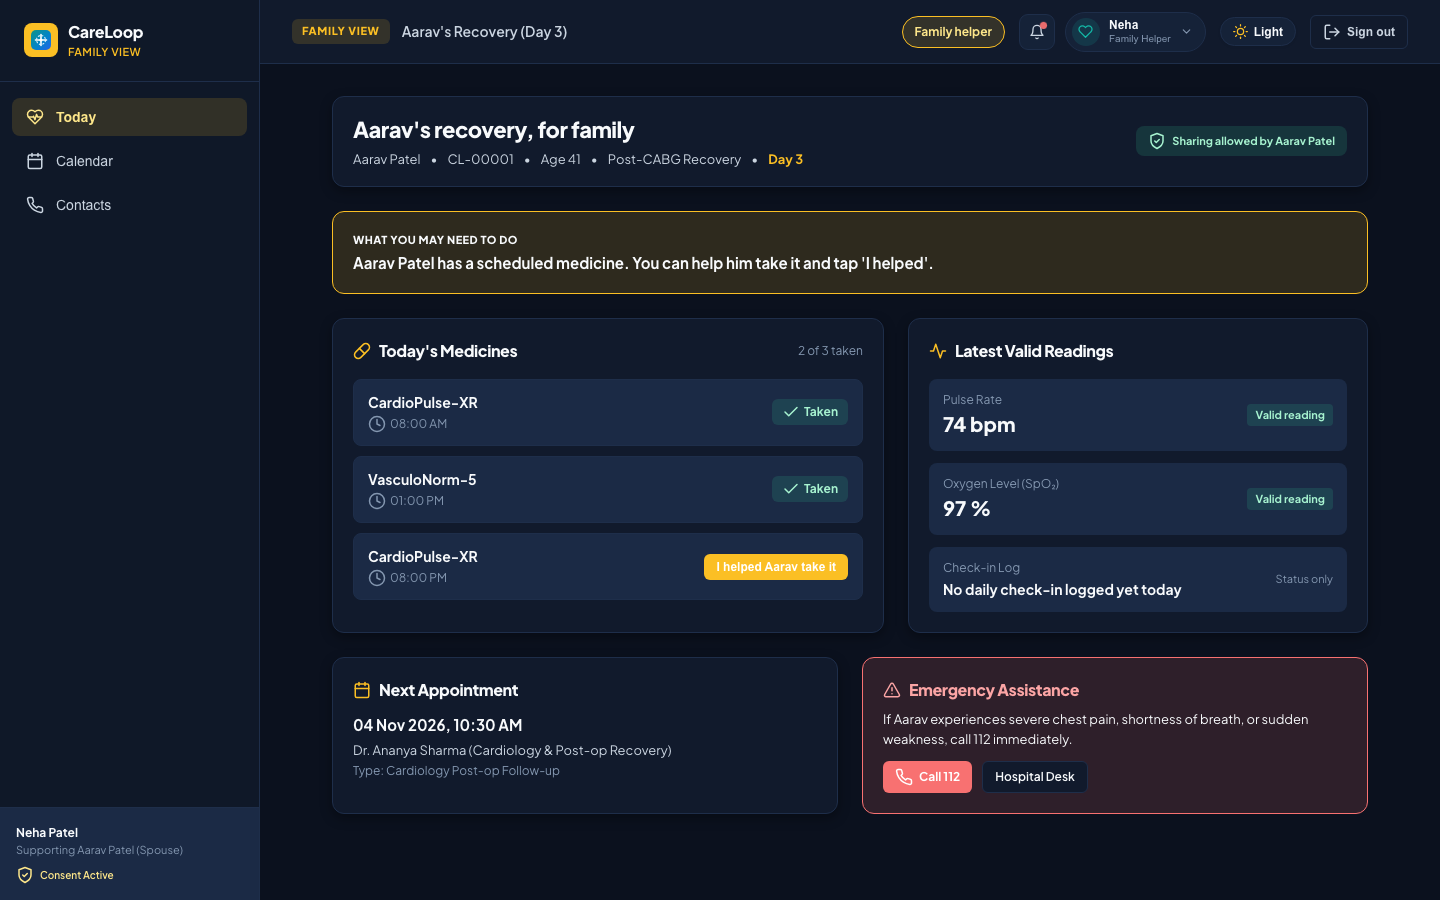 CareLoop
FAMILY VIEW
Today
Calendar
Contacts
Neha Patel
Supporting Aarav Patel (Spouse)
Consent Active
FAMILY VIEW
Aarav's Recovery (Day 3)
Family helper
Neha
Family Helper
Light
Sign out
Aarav's recovery, for family
Aarav Patel • CL-00001 • Age 41 • Post-CABG Recovery • Day 3
Sharing allowed by Aarav Patel
WHAT YOU MAY NEED TO DO
Aarav Patel has a scheduled medicine. You can help him take it and tap 'I helped'.
Today's Medicines
2 of 3 taken
CardioPulse-XR
08:00 AM
Taken
VasculoNorm-5
01:00 PM
Taken
CardioPulse-XR
08:00 PM
I helped Aarav take it
Latest Valid Readings
Pulse Rate
74 bpm
Valid reading
Oxygen Level (SpO₂)
97 %
Valid reading
Check-in Log
No daily check-in logged yet today
Status only
Next Appointment
04 Nov 2026, 10:30 AM
Dr. Ananya Sharma (Cardiology & Post-op Recovery)
Type: Cardiology Post-op Follow-up
Emergency Assistance
If Aarav experiences severe chest pain, shortness of breath, or sudden
weakness, call 112 immediately.
Call 112
Hospital Desk